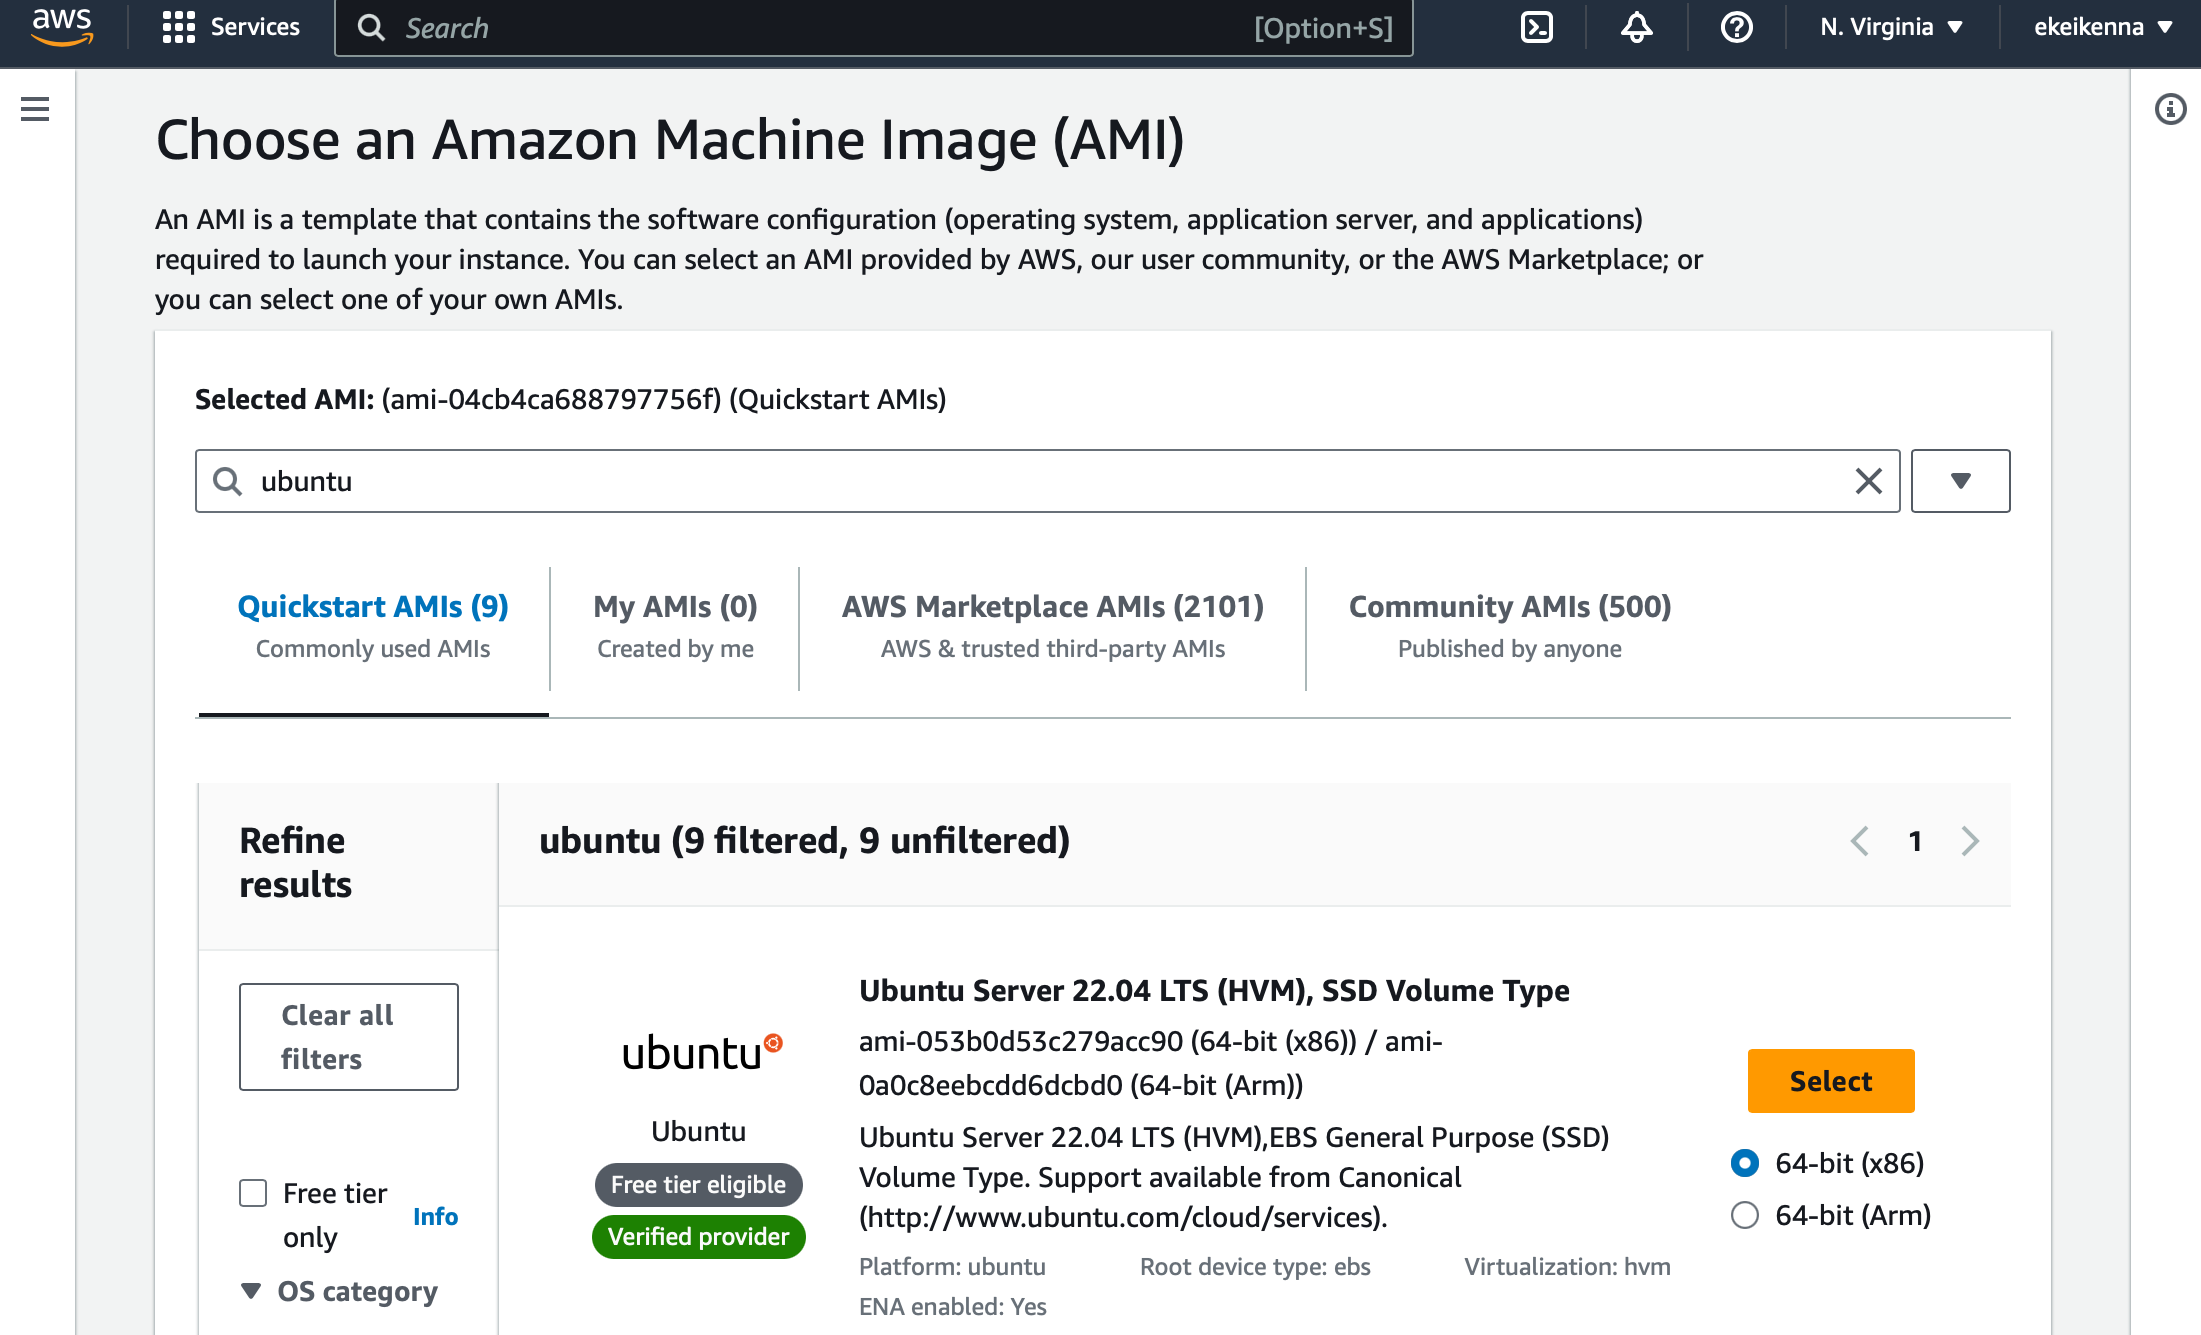 aws
Services
Search
[Option+S]
N. Virginia
ekeikenna
Choose an Amazon Machine Image (AMI)
An AMI is a template that contains the software configuration (operating system, application server, and applications)
required to launch your instance. You can select an AMI provided by AWS, our user community, or the AWS Marketplace; or
you can select one of your own AMIs.
Selected AMI: (ami-04cb4ca688797756f) (Quickstart AMIs)
ubuntu
Quickstart AMIs (9)
Commonly used AMIs
My AMIs (0)
Created by me
AWS Marketplace AMIs (2101)
AWS & trusted third-party AMIs
Community AMIs (500)
Published by anyone
Refine
results
Clear all
filters
Free tier
only
Info
OS category
ubuntu (9 filtered, 9 unfiltered)
1
ubuntu
Ubuntu
Free tier eligible
Verified provider
Ubuntu Server 22.04 LTS (HVM), SSD Volume Type
ami-053b0d53c279acc90 (64-bit (x86)) / ami-
0a0c8eebcdd6dcbd0 (64-bit (Arm))
Ubuntu Server 22.04 LTS (HVM),EBS General Purpose (SSD)
Volume Type. Support available from Canonical
(http://www.ubuntu.com/cloud/services).
Platform: ubuntu
Root device type: ebs
Virtualization: hvm
ENA enabled: Yes
Select
64-bit (x86)
64-bit (Arm)